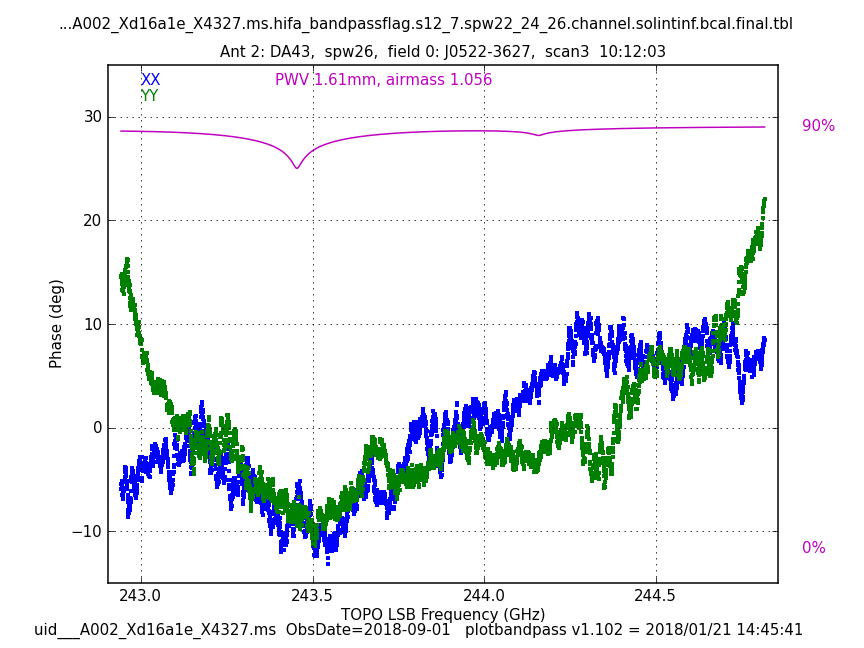 ...A002_Xd16a1e_X4327.ms.hifa_bandpassflag.s12_7.spw22_24_26.channel.solintinf.bcal.final.tbl
Ant 2: DA43, spw26, field 0: J0522-3627, scan3 10:12:03
XX
PWV 1.61mm, airmass 1.056
YY
30
90%
20
10
0
−10
0%
Phase (deg)
243.0 243.5 244.0 244.5
TOPO LSB Frequency (GHz)
uid___A002_Xd16a1e_X4327.ms ObsDate=2018-09-01 plotbandpass v1.102 = 2018/01/21 14:45:41